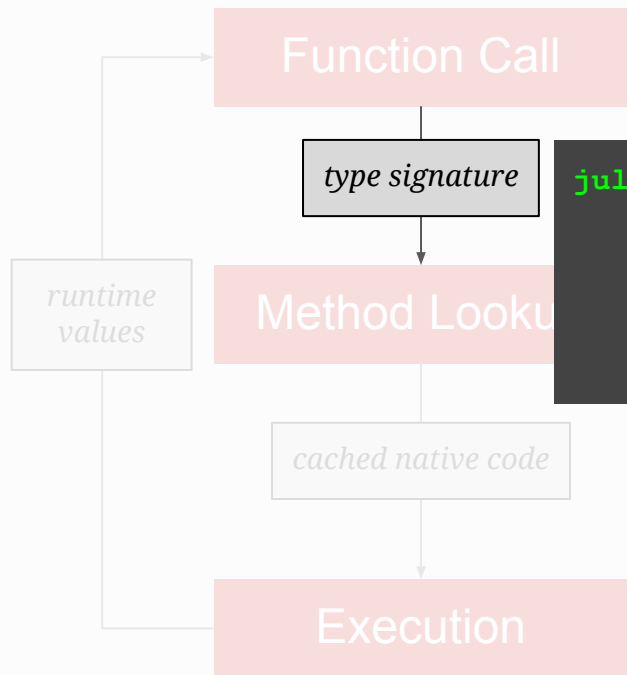 Function Call
type signature
jul
runtime
values
Method Looku
cached native code
Execution